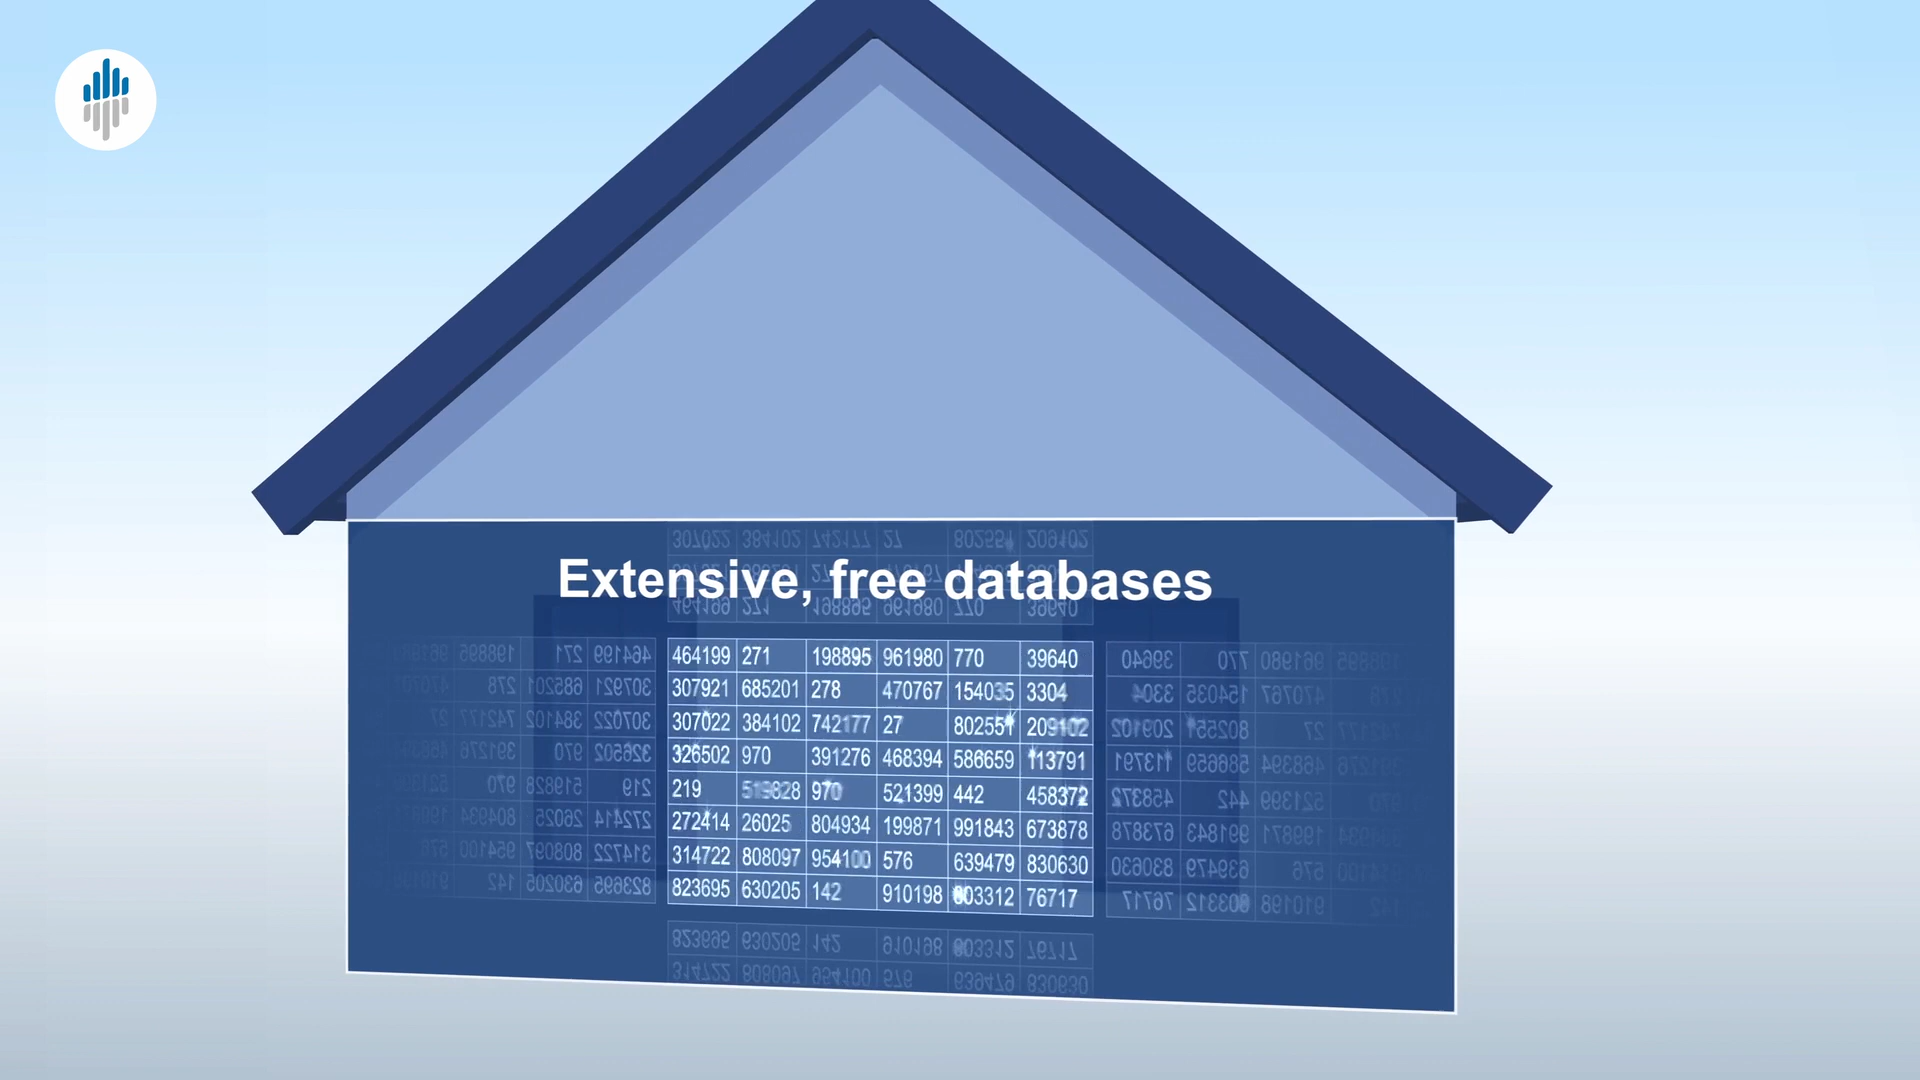 Extensive, free databases
464199 271 198895 961980 770 39640
307921 685201 278 470767 154035 3304
307022 384102 742177 27 802551 209102
326502 970 391276 468394 586659 113791
219 519828 970 521399 442 458372
272414 26025 804934 199871 991843 673878
314722 808097 954100 576 639479 830630
823695 630205 142 910198 603312 76717